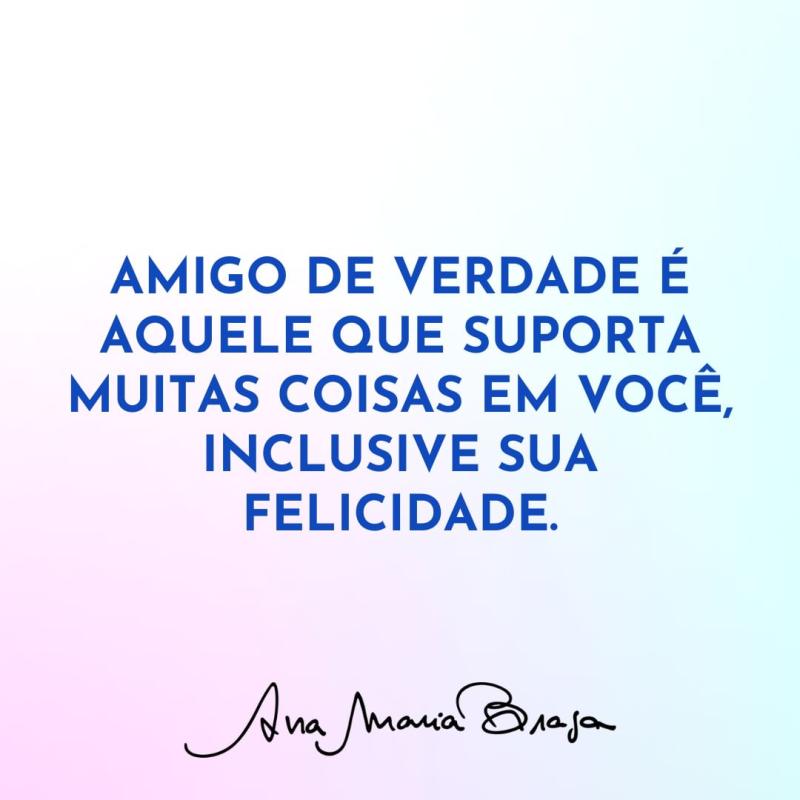 AMIGO DE VERDADE É
AQUELE QUE SUPORTA
MUITAS COISAS EM VOCÊ,
INCLUSIVE SUA
FELICIDADE.
Ana Maria Braga